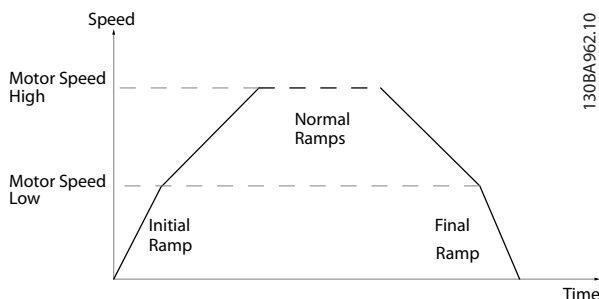 Speed
130BA962.10
Motor Speed
High
Normal
Ramps
Motor Speed
Low
Initial
Ramp
Final
Ramp
Time